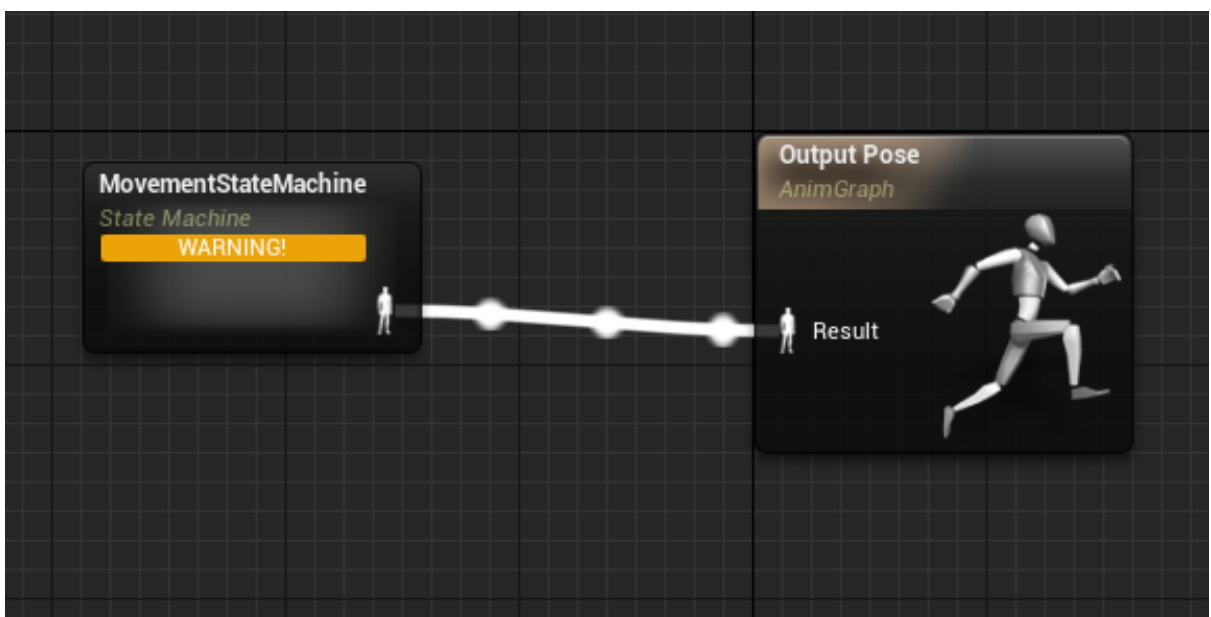 MovementStateMachine
State Machine
WARNING!
Output Pose
AnimGraph
Result